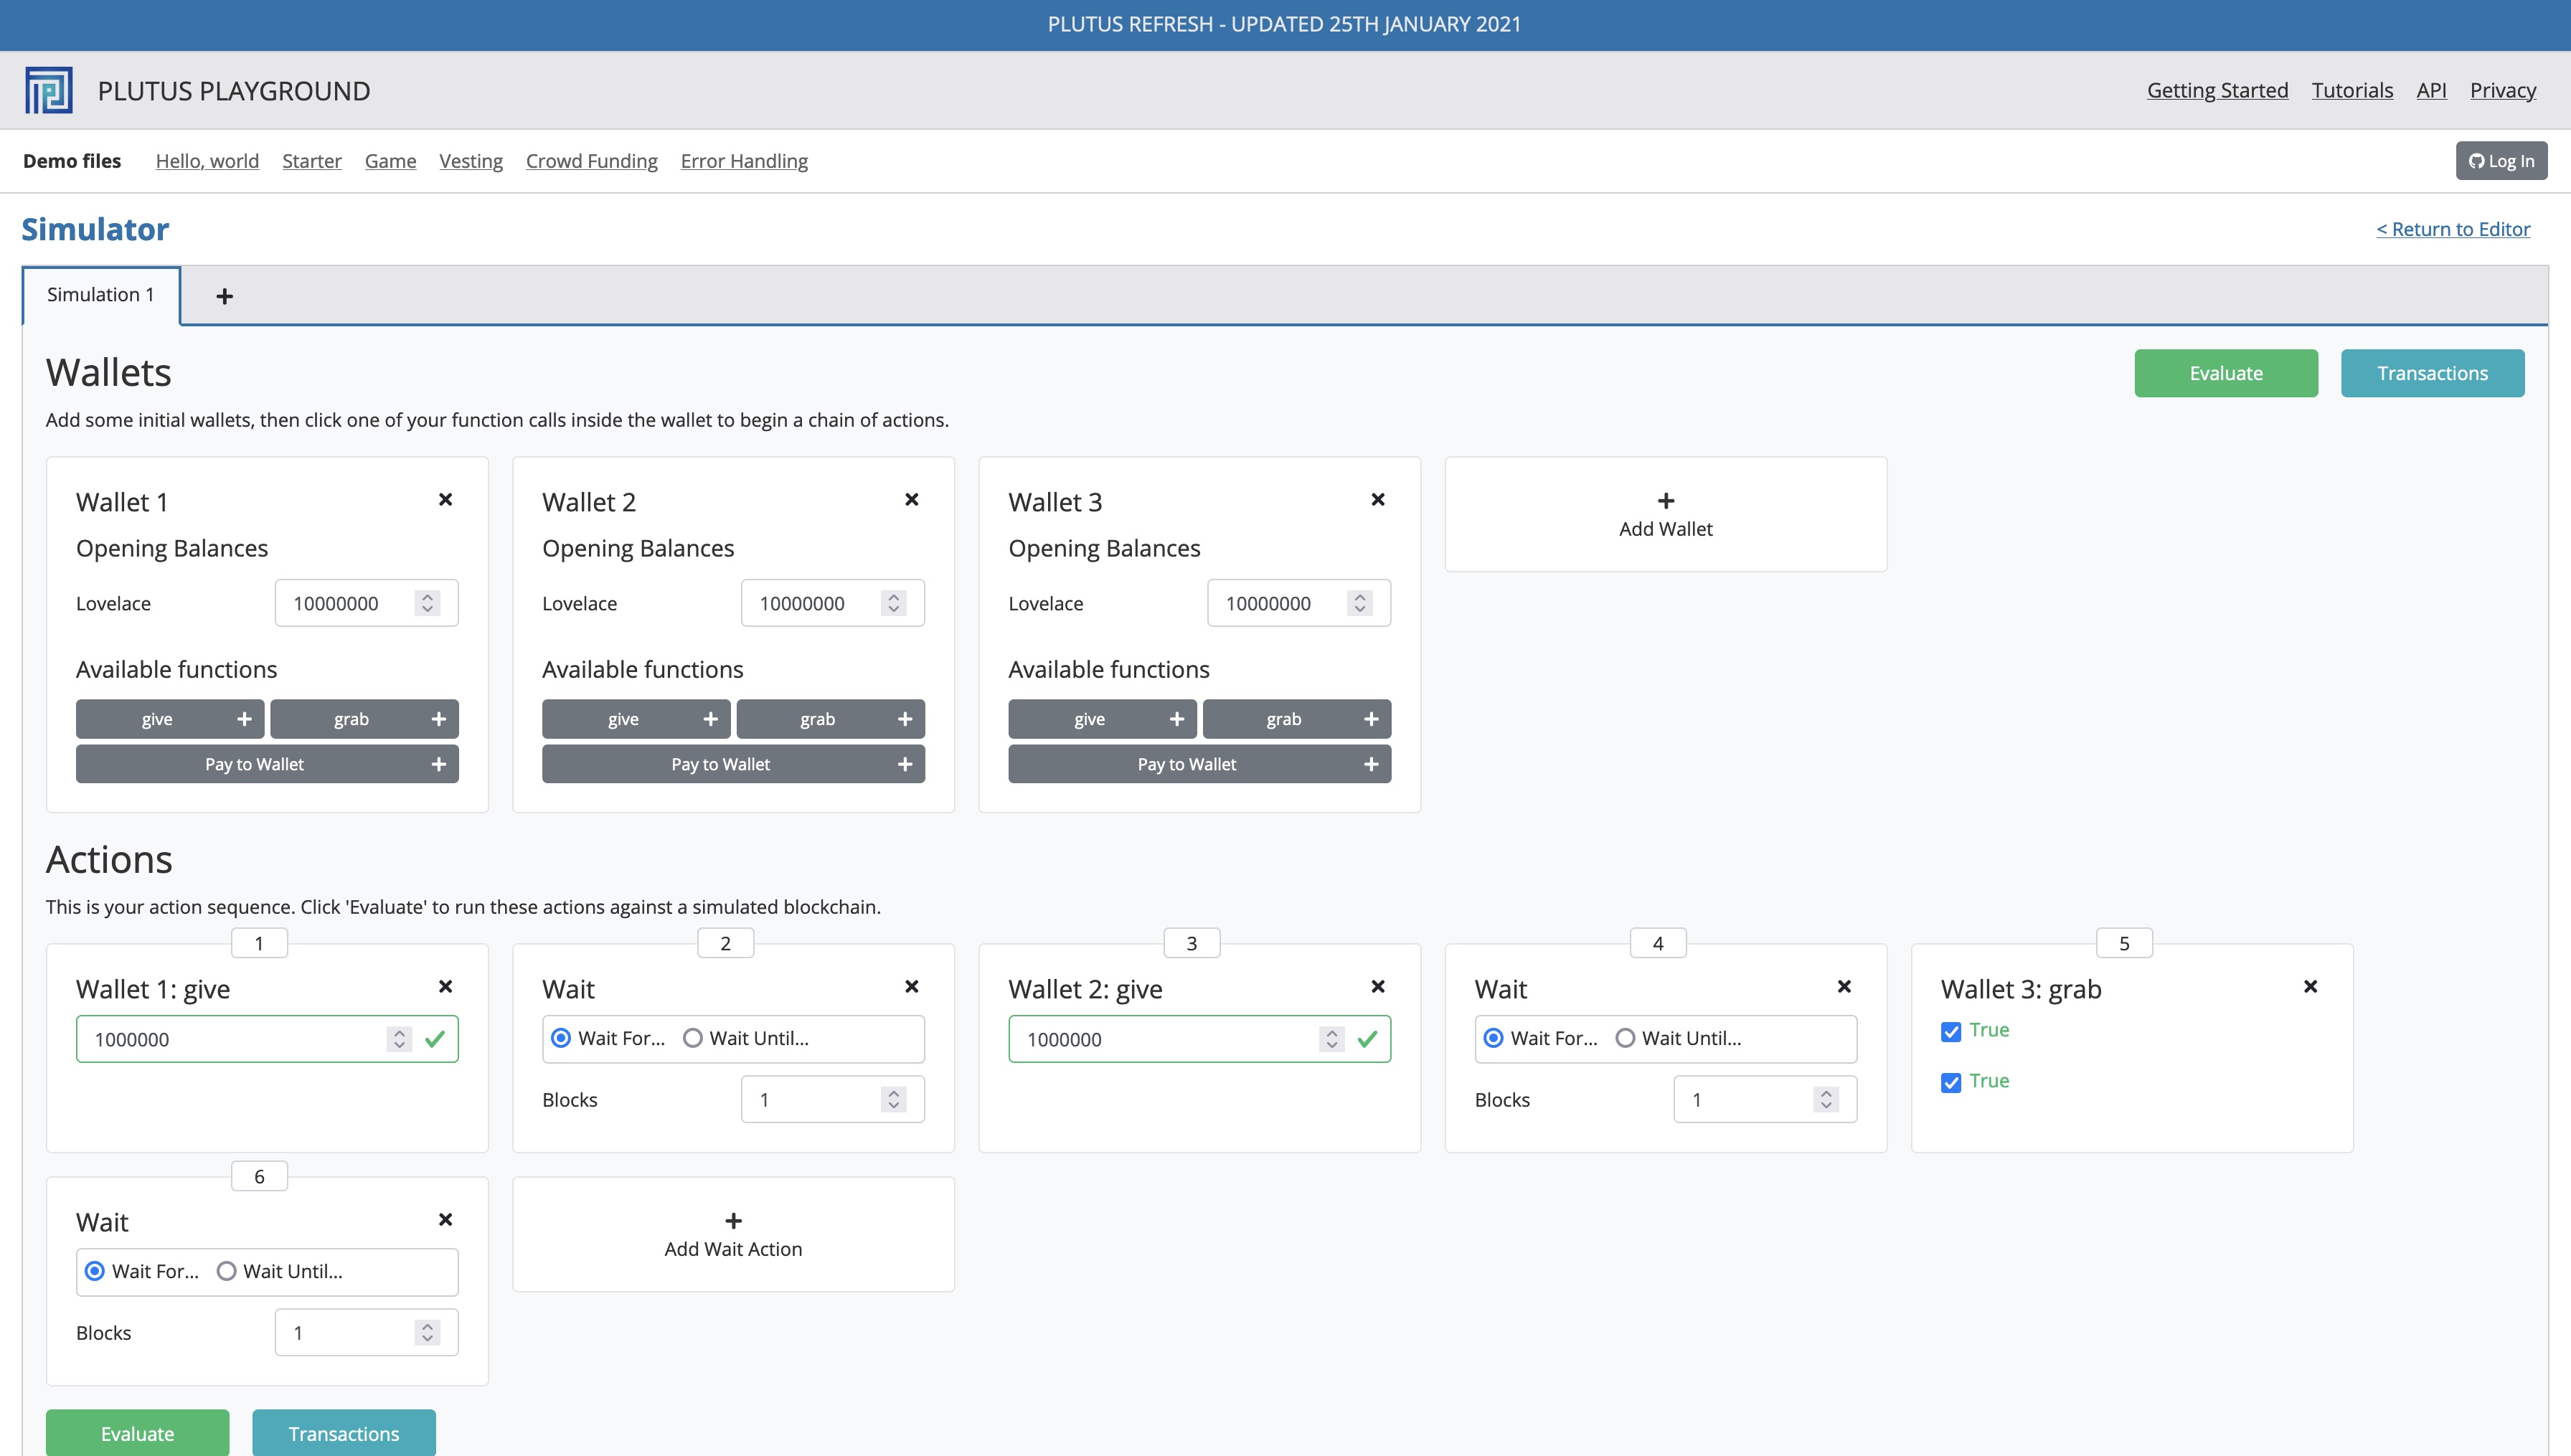 PLUTUS REFRESH - UPDATED 25TH JANUARY 2021
PLUTUS PLAYGROUND
Getting Started Tutorials API Privacy
Demo files Hello, world Starter Game Vesting Crowd Funding Error Handling
Log In
Simulator
< Return to Editor
Simulation 1 +
Wallets
Evaluate Transactions
Add some initial wallets, then click one of your function calls inside the wallet to begin a chain of actions.
Wallet 1
Opening Balances
Lovelace 10000000
Available functions
give + grab +
Pay to Wallet +
Wallet 2
Opening Balances
Lovelace 10000000
Available functions
give + grab +
Pay to Wallet +
Wallet 3
Opening Balances
Lovelace 10000000
Available functions
give + grab +
Pay to Wallet +
+
Add Wallet
Actions
This is your action sequence. Click 'Evaluate' to run these actions against a simulated blockchain.
1
Wallet 1: give
1000000
2
Wait
Wait For... Wait Until...
Blocks 1
3
Wallet 2: give
1000000
4
Wait
Wait For... Wait Until...
Blocks 1
5
Wallet 3: grab
True
True
6
Wait
Wait For... Wait Until...
Blocks 1
+
Add Wait Action
Evaluate Transactions